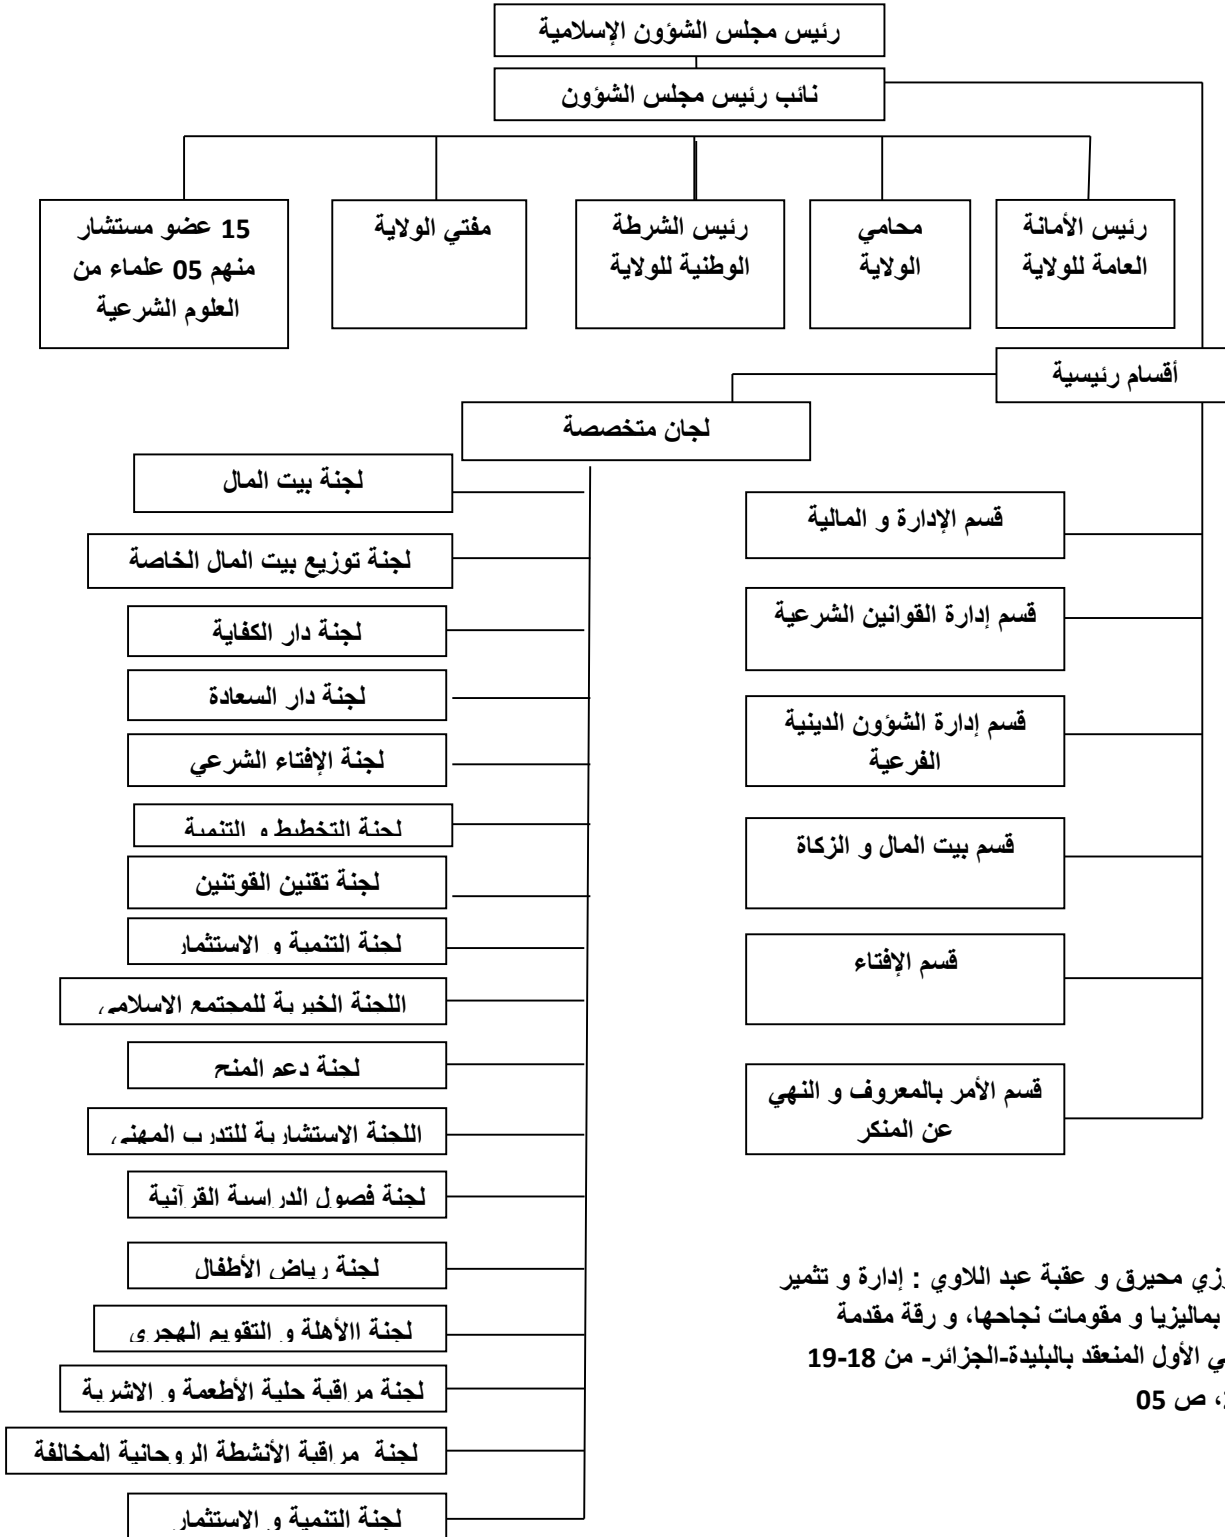 رئيس مجلس الشؤون الإسلامية
نائب رئيس مجلس الشؤون
رئيس الأمانة
العامة للولاية
محامي
الولاية
رئيس الشرطة
الوطنية للولاية
مفتي الولاية
15 عضو مستشار
منهم 05 علماء من
العلوم الشرعية
أقسام رئيسية
لجان متخصصة
قسم الإدارة و المالية
قسم إدارة القوانين الشرعية
قسم إدارة الشؤون الدينية
الفرعية
قسم بيت المال و الزكاة
قسم الإفتاء
قسم الأمر بالمعروف و النهي
عن المنكر
لجنة بيت المال
لجنة توزيع بيت المال الخاصة
لجنة دار الكفاية
لجنة دار السعادة
لجنة الإفتاء الشرعي
لجنة التخطيط و التنمية
لجنة تقنين القوتنين
لجنة التنمية و الاستثمار
اللجنة الخيرية للمجتمع الاسلامي
لجنة دعم المنح
اللجنة الاستشارية للتدرب المهني
لجنة فصول الدراسة القرآنية
لجنة رياض الأطفال
لجنة االأهلة و التقويم الهجري
لجنة مراقبة حلية الأطعمة و الاشربة
لجنة مراقبة الأنشطة الروحانية المخالفة
لجنة التنمية و الاستثمار
محيرق و عقبة عبد اللاوي : إدارة و تثمير
بماليزيا و مقومات نجاحها، و رقة مقدمة
الأول المنعقد بالبليدة-الجزائر- من 18-19
، ص 05